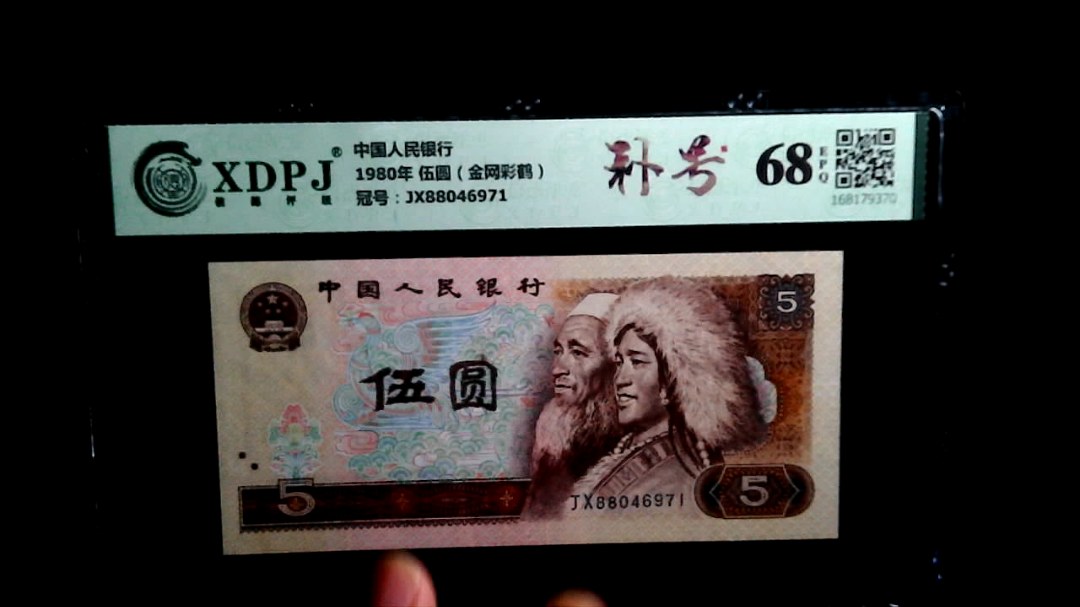 XDPJ®
中国人民银行
1980年 伍圆（金网彩鹤）
冠号：JX88046971
补号
68
EPQ
168179370
中国人民银行
5
伍圆
5
JX88046971
5